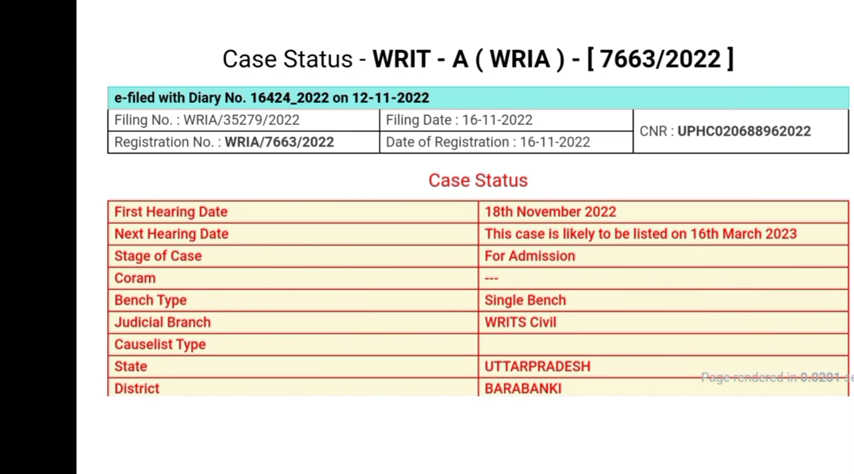 Case Status - WRIT - A ( WRIA ) - [ 7663/2022 ]
e-filed with Diary No. 16424_2022 on 12-11-2022
Filing No. : WRIA/35279/2022 Filing Date : 16-11-2022
CNR : UPHC020688962022
Registration No. : WRIA/7663/2022 Date of Registration : 16-11-2022
Case Status
First Hearing Date 18th November 2022
Next Hearing Date This case is likely to be listed on 16th March 2023
Stage of Case For Admission
Coram ---
Bench Type Single Bench
Judicial Branch WRITS Civil
Causelist Type
State UTTARPRADESH
Page rendered in 0.0201 se
District BARABANKI